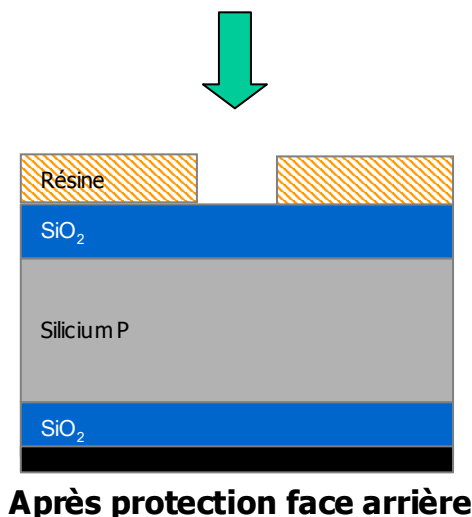 Résine
SiO₂
Silicium P
SiO₂
Après protection face arrière